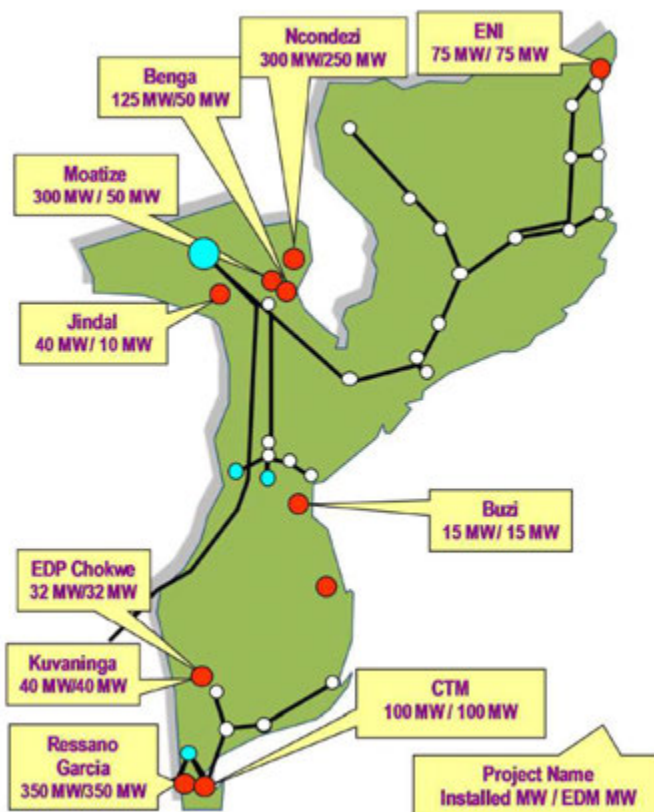 Ncondezi
300 MW/250 MW
ENI
75 MW/ 75 MW
Benga
125 MW/50 MW
Moatize
300 MW / 50 MW
Jindal
40 MW/ 10 MW
Buzi
15 MW/ 15 MW
EDP Chokwe
32 MW/32 MW
Kuvaninga
40 MW/40 MW
CTM
100 MW / 100 MW
Ressano
Garcia
350 MW/350 MW
Project Name
Installed MW / EDM MW